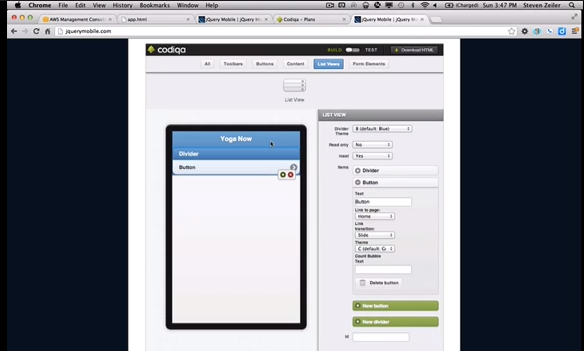 Chrome File Edit View History Bookmarks Window Help (Charged) Sun 3:47 PM Steven Zeiler
AWS Management Consol app.html jQuery Mobile | jQuery M Codiqa - Plans jQuery Mobile | jQuery M
jquerymobile.com
codiqa BUILD TEST Download HTML
All Toolbars Buttons Content List Views Form Elements
List View
LIST VIEW
Yoga Now
Divider
Button
Divider Theme B (default: Blue)
Read only No
Inset Yes
Items Divider
Button
Text
Button
Link to page:
Home
Link transition:
Slide
Theme
C (default: G
Count Bubble Text
Delete button
New button
New divider
Id